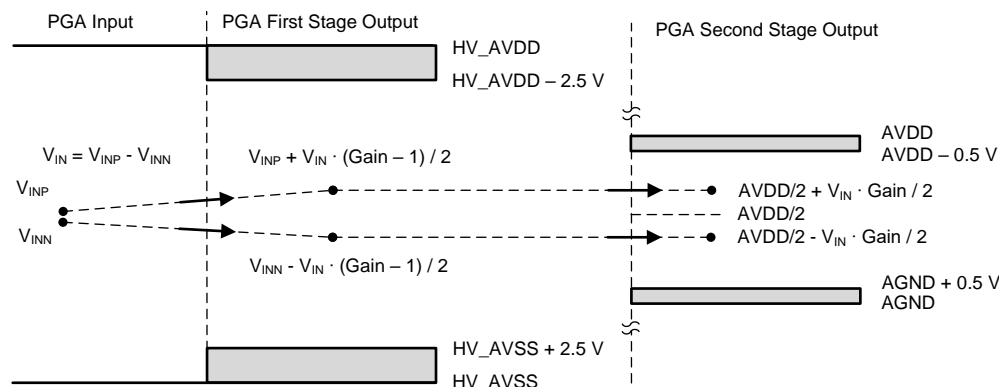 PGA Input
PGA First Stage Output
PGA Second Stage Output
HV_AVDD
HV_AVDD – 2.5 V
AVDD
AVDD – 0.5 V
V_INP + V_IN · (Gain – 1) / 2
V_IN = V_INP - V_INN
V_INP
V_INN
AVDD/2 + V_IN · Gain / 2
AVDD/2
AVDD/2 - V_IN · Gain / 2
V_INN - V_IN · (Gain – 1) / 2
AGND + 0.5 V
AGND
HV_AVSS + 2.5 V
HV_AVSS